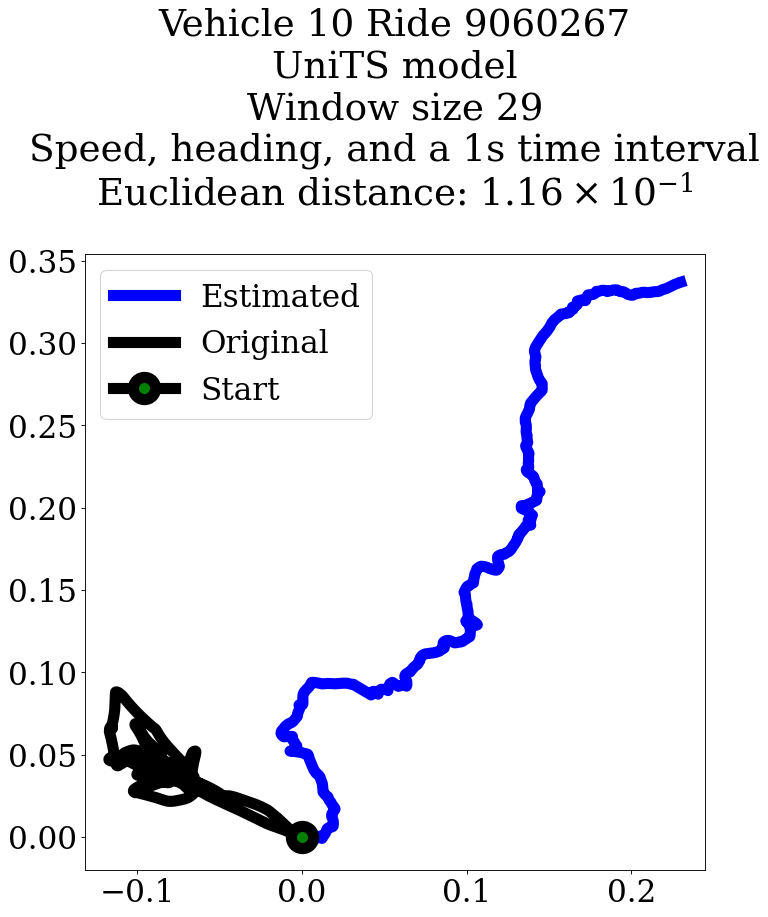 Vehicle 10 Ride 9060267
UniTS model
Window size 29
Speed, heading, and a 1s time interval
Euclidean distance: 1.16 × 10⁻¹
0.35
0.30
0.25
0.20
0.15
0.10
0.05
0.00
Estimated
Original
Start
−0.1 0.0 0.1 0.2